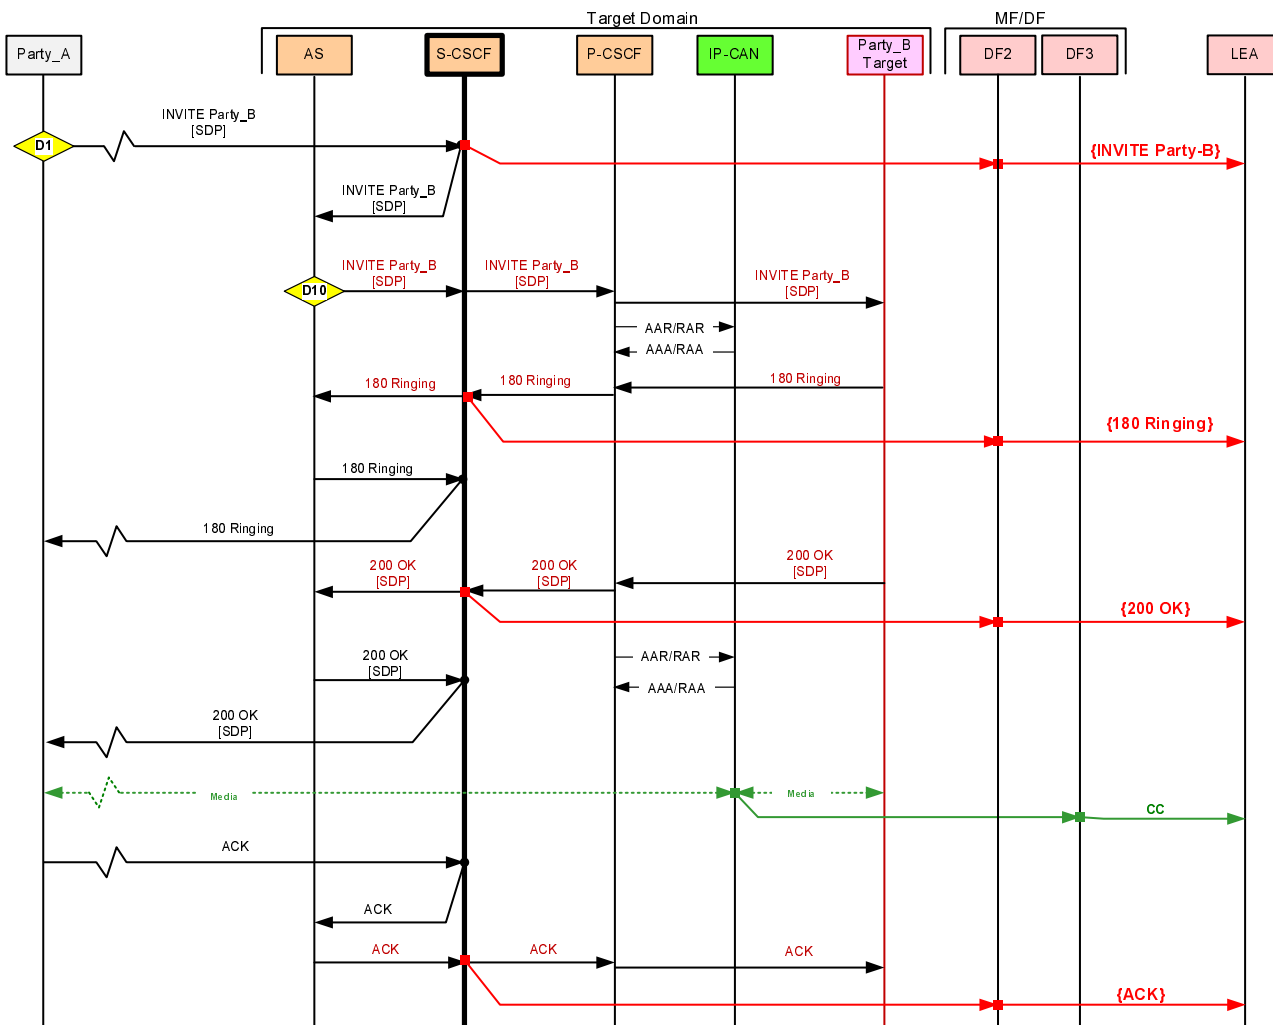 Target Domain
MF/DF
Party_A
AS
S-CSCF
P-CSCF
IP-CAN
Party_B
Target
DF2
DF3
LEA
INVITE Party_B
[SDP]
D1
{INVITE Party-B}
INVITE Party_B
[SDP]
D10
INVITE Party_B
[SDP]
INVITE Party_B
[SDP]
INVITE Party_B
[SDP]
AAR/RAR
AAA/RAA
180 Ringing
180 Ringing
180 Ringing
{180 Ringing}
180 Ringing
180 Ringing
200 OK
[SDP]
200 OK
[SDP]
200 OK
[SDP]
{200 OK}
200 OK
[SDP]
AAR/RAR
AAA/RAA
200 OK
[SDP]
Media
Media
CC
ACK
ACK
ACK
ACK
ACK
{ACK}